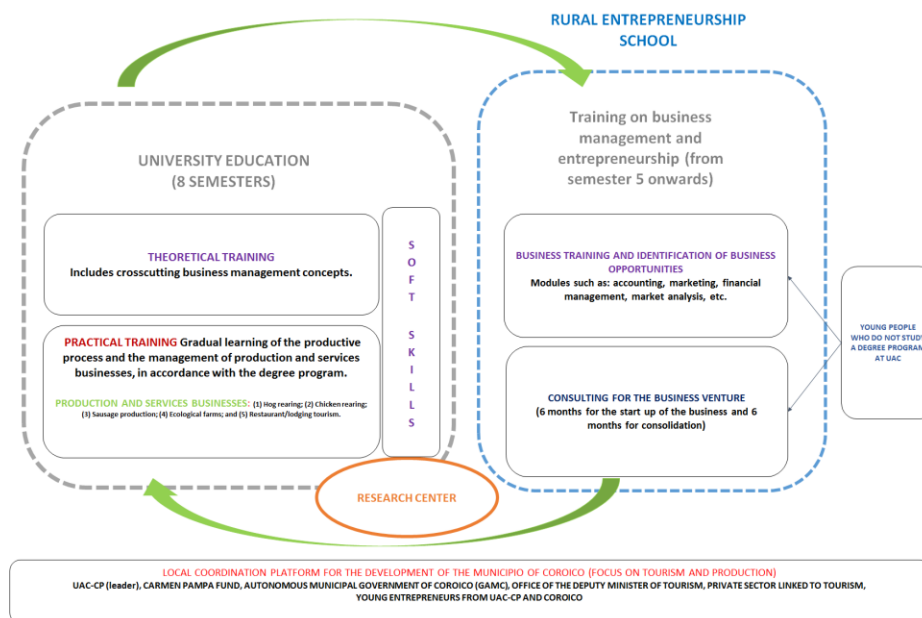 RURAL ENTREPRENEURSHIP
SCHOOL
UNIVERSITY EDUCATION
(8 SEMESTERS)
THEORETICAL TRAINING
Includes crosscutting business management concepts.
PRACTICAL TRAINING Gradual learning of the productive
process and the management of production and services
businesses, in accordance with the degree program.
PRODUCTION AND SERVICES BUSINESSES: (1) Hog rearing; (2) Chicken rearing;
(3) Sausage production; (4) Ecological farms; and (5) Restaurant/lodging tourism.
S
O
F
T
S
K
I
L
L
S
RESEARCH CENTER
Training on business
management and
entrepreneurship (from
semester 5 onwards)
BUSINESS TRAINING AND IDENTIFICATION OF BUSINESS
OPPORTUNITIES
Modules such as: accounting, marketing, financial
management, market analysis, etc.
CONSULTING FOR THE BUSINESS VENTURE
(6 months for the start up of the business and 6
months for consolidation)
YOUNG PEOPLE
WHO DO NOT STUDY
A DEGREE PROGRAM
AT UAC
LOCAL COORDINATION PLATFORM FOR THE DEVELOPMENT OF THE MUNICIPIO OF COROICO (FOCUS ON TOURISM AND PRODUCTION)
UAC-CP (leader), CARMEN PAMPA FUND, AUTONOMOUS MUNICIPAL GOVERNMENT OF COROICO (GAMC), OFFICE OF THE DEPUTY MINISTER OF TOURISM, PRIVATE SECTOR LINKED TO TOURISM,
YOUNG ENTREPRENEURS FROM UAC-CP AND COROICO